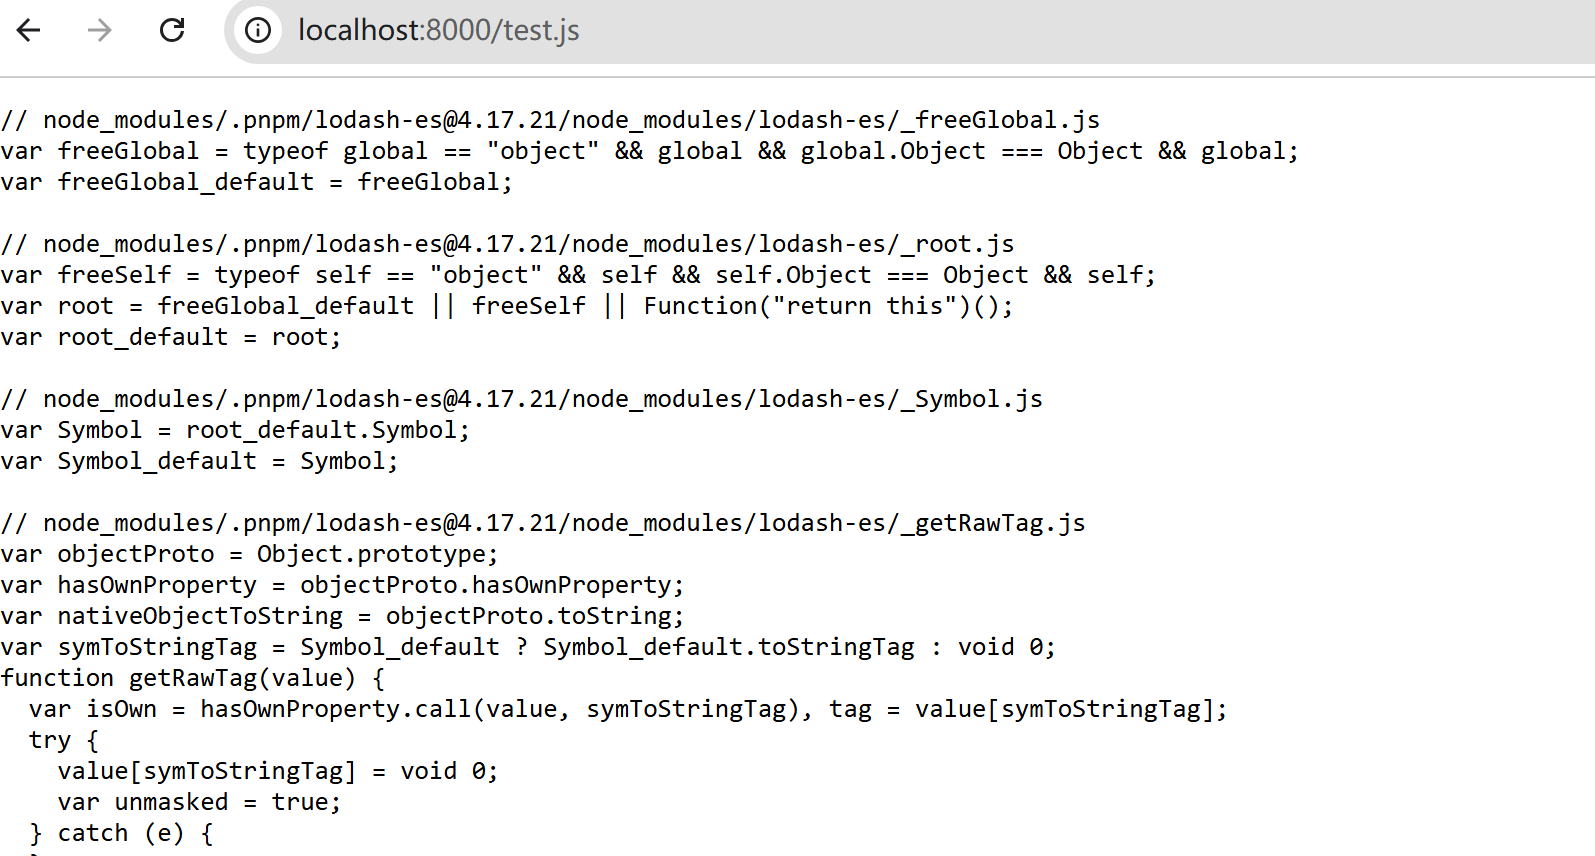 localhost:8000/test.js
// node_modules/.pnpm/lodash-es@4.17.21/node_modules/lodash-es/_freeGlobal.js
var freeGlobal = typeof global == "object" && global && global.Object === Object && global;
var freeGlobal_default = freeGlobal;
// node_modules/.pnpm/lodash-es@4.17.21/node_modules/lodash-es/_root.js
var freeSelf = typeof self == "object" && self && self.Object === Object && self;
var root = freeGlobal_default || freeSelf || Function("return this")();
var root_default = root;
// node_modules/.pnpm/lodash-es@4.17.21/node_modules/lodash-es/_Symbol.js
var Symbol = root_default.Symbol;
var Symbol_default = Symbol;
// node_modules/.pnpm/lodash-es@4.17.21/node_modules/lodash-es/_getRawTag.js
var objectProto = Object.prototype;
var hasOwnProperty = objectProto.hasOwnProperty;
var nativeObjectToString = objectProto.toString;
var symToStringTag = Symbol_default ? Symbol_default.toStringTag : void 0;
function getRawTag(value) {
  var isOwn = hasOwnProperty.call(value, symToStringTag), tag = value[symToStringTag];
  try {
    value[symToStringTag] = void 0;
    var unmasked = true;
  } catch (e) {